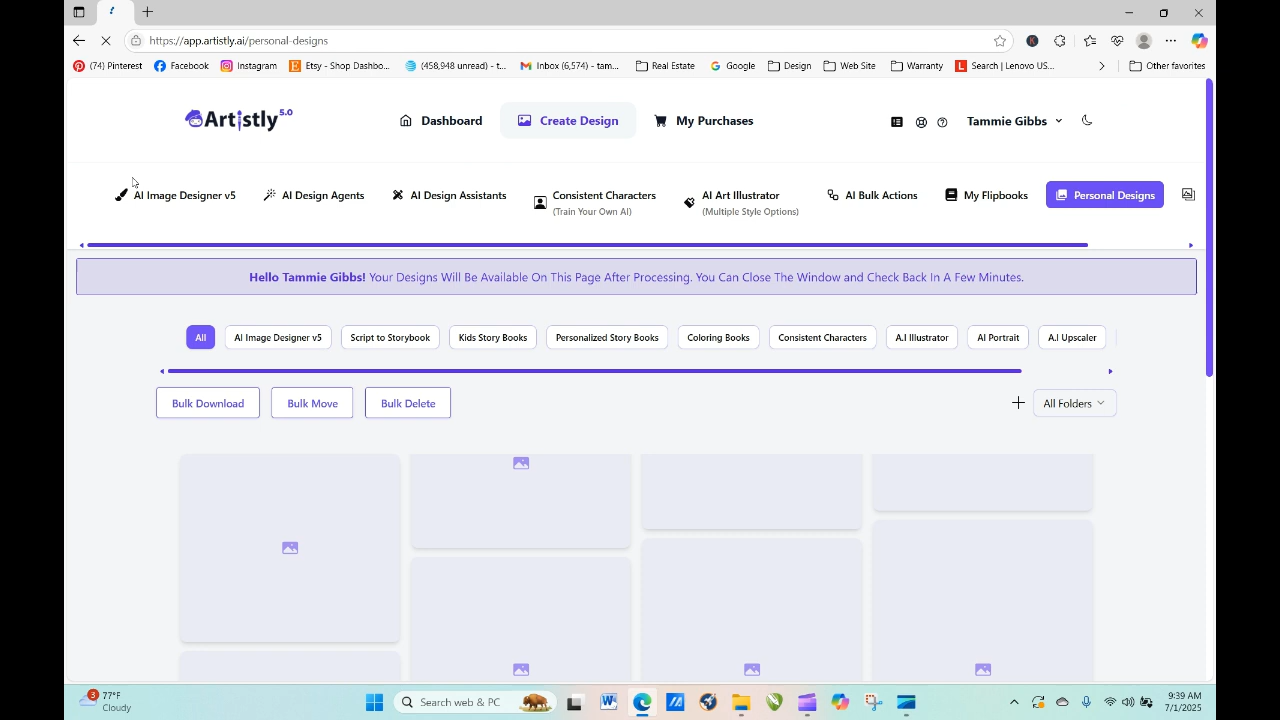 https://app.artistly.ai/personal-designs
(74) Pinterest
Facebook
Instagram
Etsy - Shop Dashbo...
(458,948 unread) - t...
Inbox (6,574) - tam...
Real Estate
Google
Design
Web Site
Warranty
Search | Lenovo US...
Other favorites
Artistly 5.0
Dashboard
Create Design
My Purchases
Tammie Gibbs
AI Image Designer v5
AI Design Agents
AI Design Assistants
Consistent Characters
(Train Your Own AI)
AI Art Illustrator
(Multiple Style Options)
AI Bulk Actions
My Flipbooks
Personal Designs
Hello Tammie Gibbs! Your Designs Will Be Available On This Page After Processing. You Can Close The Window and Check Back In A Few Minutes.
All
AI Image Designer v5
Script to Storybook
Kids Story Books
Personalized Story Books
Coloring Books
Consistent Characters
A.I Illustrator
AI Portrait
A.I Upscaler
Bulk Download
Bulk Move
Bulk Delete
All Folders
3
77°F
Cloudy
Search web & PC
9:39 AM
7/1/2025